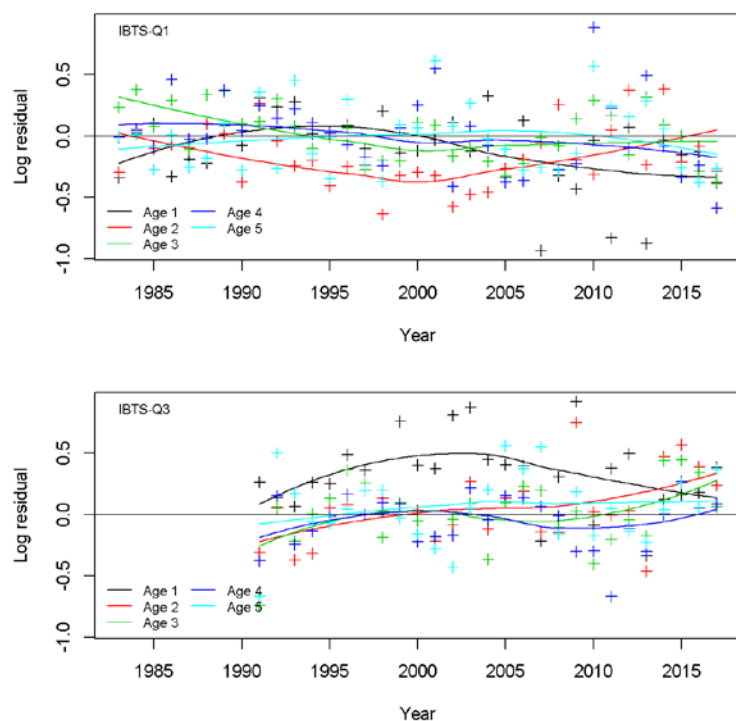 IBTS-Q1
Log residual
0.5
0.0
-0.5
-1.0
Age 1 Age 4
Age 2 Age 5
Age 3
1985 1990 1995 2000 2005 2010 2015
Year
IBTS-Q3
Log residual
0.5
0.0
-0.5
-1.0
Age 1 Age 4
Age 2 Age 5
Age 3
1985 1990 1995 2000 2005 2010 2015
Year